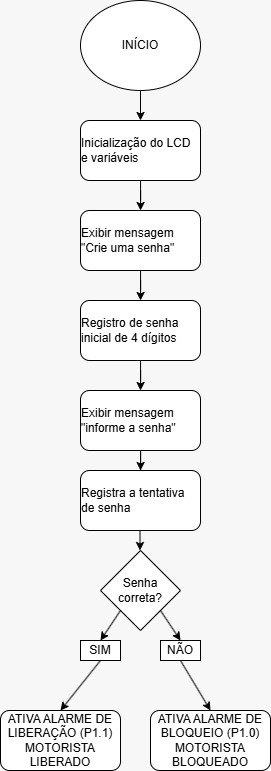 INÍCIO
Inicialização do LCD
e variáveis
Exibir mensagem
"Crie uma senha"
Registro de senha
inicial de 4 dígitos
Exibir mensagem
"informe a senha"
Registra a tentativa
de senha
Senha
correta?
SIM
NÃO
ATIVA ALARME DE
LIBERAÇÃO (P1.1)
MOTORISTA
LIBERADO
ATIVA ALARME DE
BLOQUEIO (P1.0)
MOTORISTA
BLOQUEADO